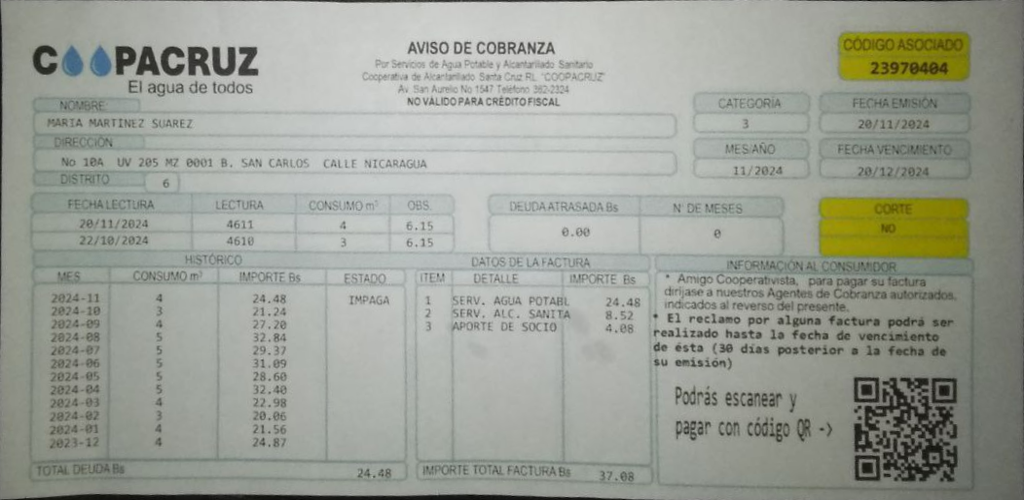 COOPACRUZ
El agua de todos
AVISO DE COBRANZA
Por Servicios de Agua Potable y Alcantarillado Sanitario
Cooperativa de Alcantarillado Santa Cruz RL. "COOPACRUZ"
Av. San Aurelio No 1547 Teléfono 362-2324
NO VÁLIDO PARA CRÉDITO FISCAL
CÓDIGO ASOCIADO
23970404
NOMBRE
MARIA MARTINEZ SUAREZ
CATEGORÍA
3
FECHA EMISIÓN
20/11/2024
DIRECCIÓN
No 10A UV 205 MZ 0001 B. SAN CARLOS CALLE NICARAGUA
MES/AÑO
11/2024
FECHA VENCIMIENTO
20/12/2024
DISTRITO 6
FECHA LECTURA LECTURA CONSUMO m³ OBS.
20/11/2024 4611 4 6.15
22/10/2024 4610 3 6.15
DEUDA ATRASADA Bs N° DE MESES
0.00 0
CORTE
NO
HISTÓRICO
MES CONSUMO m³ IMPORTE Bs ESTADO
2024-11 4 24.48 IMPAGA
2024-10 3 21.24
2024-09 4 27.20
2024-08 5 32.84
2024-07 5 29.37
2024-06 5 31.09
2024-05 5 28.60
2024-04 5 32.40
2024-03 4 22.98
2024-02 3 20.06
2024-01 4 21.56
2023-12 4 24.87
TOTAL DEUDA Bs 24.48
DATOS DE LA FACTURA
ITEM DETALLE IMPORTE Bs
1 SERV. AGUA POTABL 24.48
2 SERV. ALC. SANITA 8.52
3 APORTE DE SOCIO 4.08
IMPORTE TOTAL FACTURA Bs 37.08
INFORMACIÓN AL CONSUMIDOR
* Amigo Cooperativista, para pagar su factura
diríjase a nuestros Agentes de Cobranza autorizados,
indicados al reverso del presente.
* El reclamo por alguna factura podrá ser
realizado hasta la fecha de vencimiento
de ésta (30 días posterior a la fecha de
su emisión)
Podrás escanear y
pagar con código QR ->